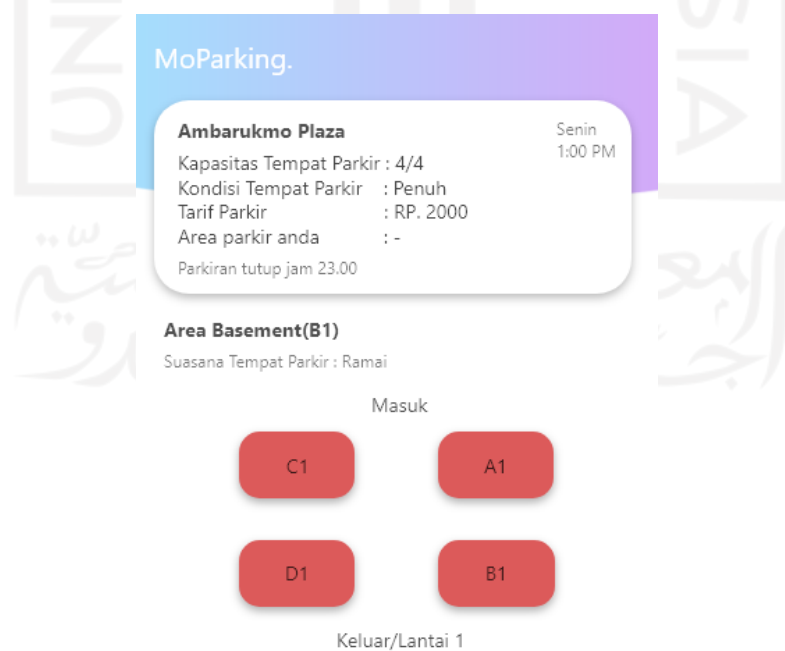 MoParking.
Ambarukmo Plaza
Senin
1:00 PM
Kapasitas Tempat Parkir : 4/4
Kondisi Tempat Parkir : Penuh
Tarif Parkir : RP. 2000
Area parkir anda : -
Parkiran tutup jam 23.00
Area Basement(B1)
Suasana Tempat Parkir : Ramai
Masuk
C1 A1
D1 B1
Keluar/Lantai 1